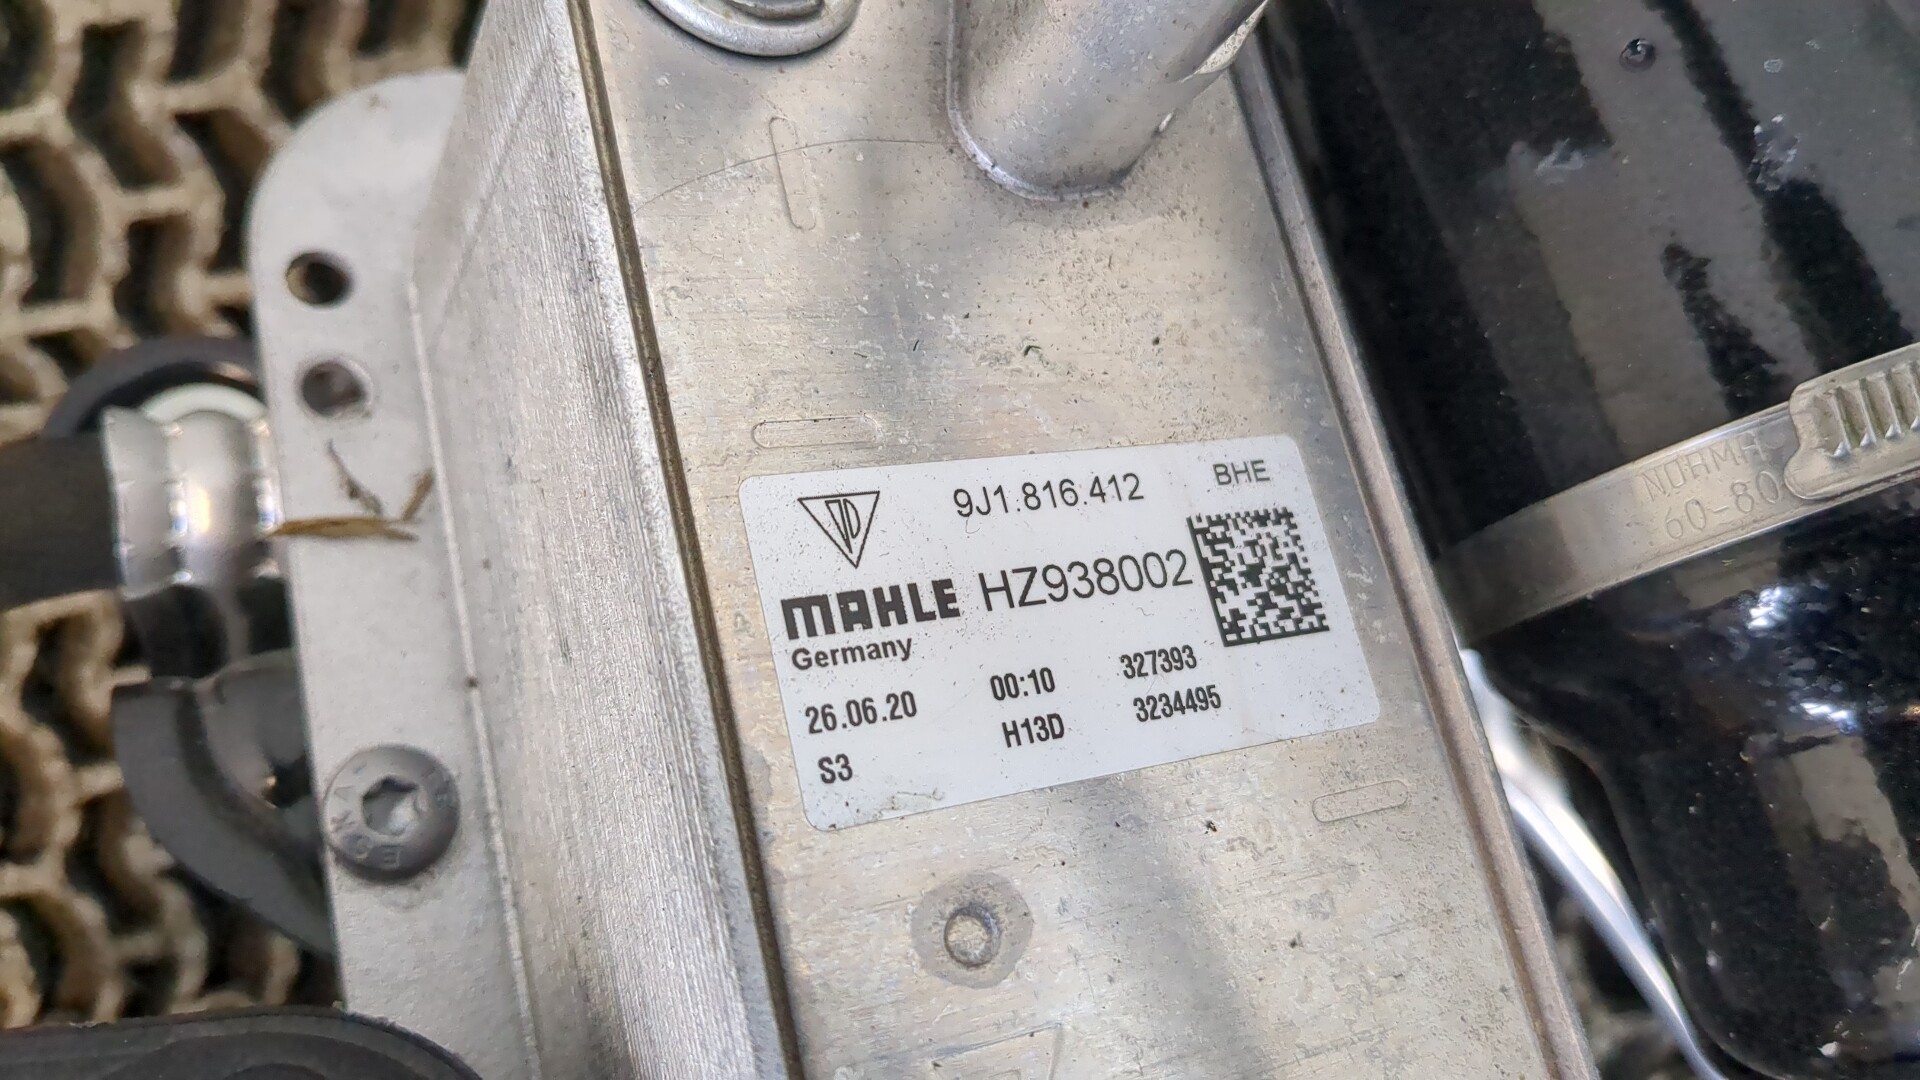 9J1.816.412 BHE
MAHLE HZ938002
Germany
26.06.20 00:10 327393
S3 H13D 3234495
NORMA
60-80